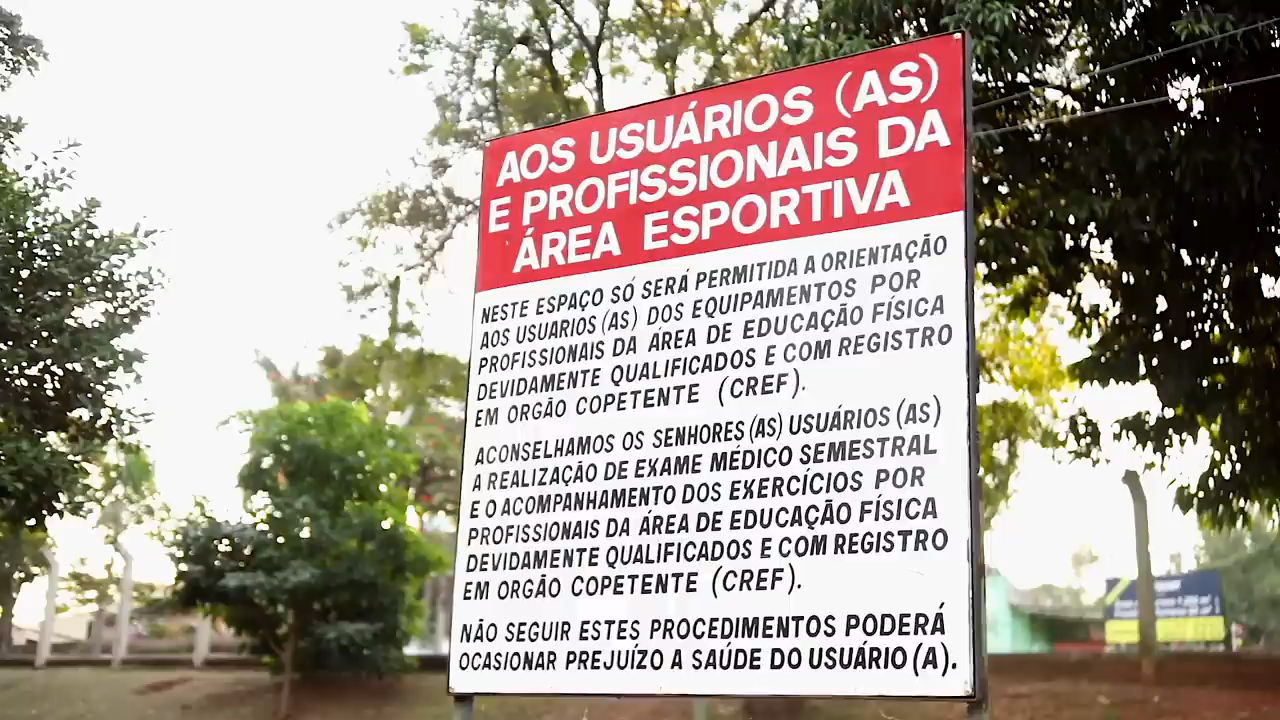 AOS USUÁRIOS (AS)
E PROFISSIONAIS DA
ÁREA ESPORTIVA
NESTE ESPAÇO SÓ SERÁ PERMITIDA A ORIENTAÇÃO
AOS USUARIOS (AS) DOS EQUIPAMENTOS POR
PROFISSIONAIS DA ÁREA DE EDUCAÇÃO FÍSICA
DEVIDAMENTE QUALIFICADOS E COM REGISTRO
EM ORGÃO COPETENTE (CREF).
ACONSELHAMOS OS SENHORES (AS) USUÁRIOS (AS)
A REALIZAÇÃO DE EXAME MÉDICO SEMESTRAL
E O ACOMPANHAMENTO DOS EXERCÍCIOS POR
PROFISSIONAIS DA ÁREA DE EDUCAÇÃO FÍSICA
DEVIDAMENTE QUALIFICADOS E COM REGISTRO
EM ORGÃO COPETENTE (CREF).
NÃO SEGUIR ESTES PROCEDIMENTOS PODERÁ
OCASIONAR PREJUÍZO A SAÚDE DO USUÁRIO (A).